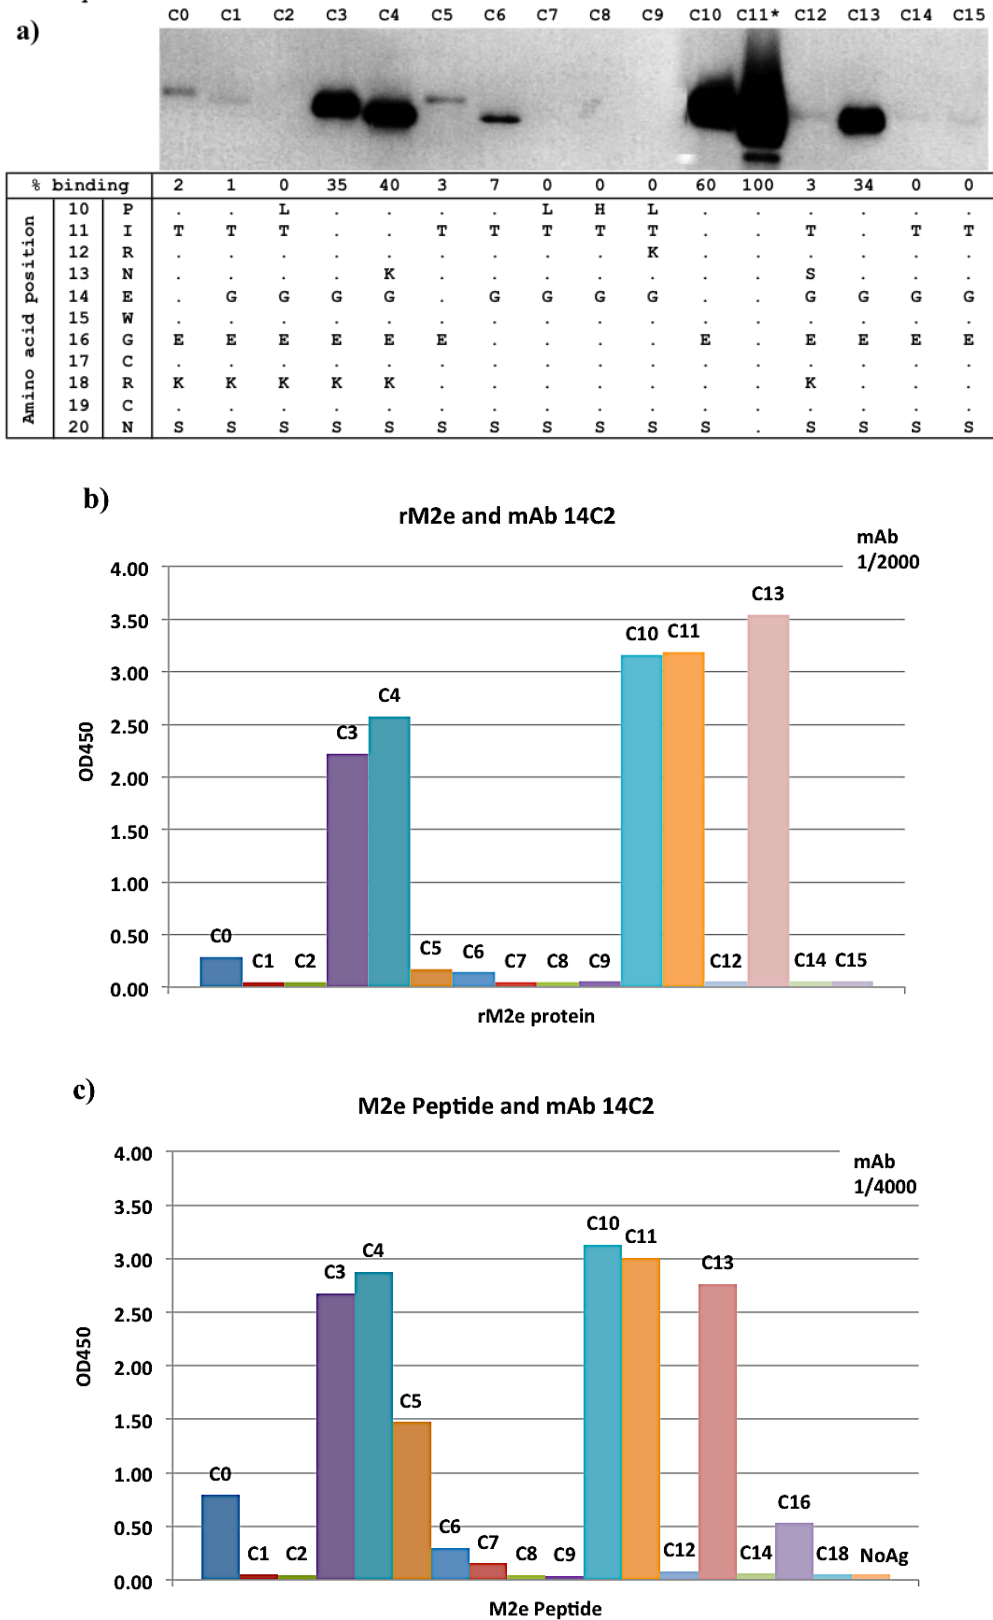 C0 C1 C2 C3 C4 C5 C6 C7 C8 C9 C10 C11* C12 C13 C14 C15
a)
% binding 2 1 0 35 40 3 7 0 0 0 60 100 3 34 0 0
Amino acid position
10 P . . L . . . . L H L . . . . . .
11 I T T T . . T T T T T . . T . T T
12 R . . . . . . . . . K . . . . . .
13 N . . . . K . . . . . . . S . . .
14 E . G G G G . G G G G . . G G G G
15 W . . . . . . . . . . . . . . . .
16 G E E E E E E . . . . E . E E E E
17 C . . . . . . . . . . . . . . . .
18 R K K K K K . . . . . . . K . . .
19 C . . . . . . . . . . . . . . . .
20 N S S S S S S S S S S S . S S S S
b)
rM2e and mAb 14C2
mAb
1/2000
4.00
3.50
3.00
2.50
2.00
1.50
1.00
0.50
0.00
OD450
C0 C1 C2 C3 C4 C5 C6 C7 C8 C9 C10 C11 C12 C13 C14 C15
rM2e protein
c)
M2e Peptide and mAb 14C2
mAb
1/4000
4.00
3.50
3.00
2.50
2.00
1.50
1.00
0.50
0.00
OD450
C0 C1 C2 C3 C4 C5 C6 C7 C8 C9 C10 C11 C12 C13 C14 C16 C18 NoAg
M2e Peptide